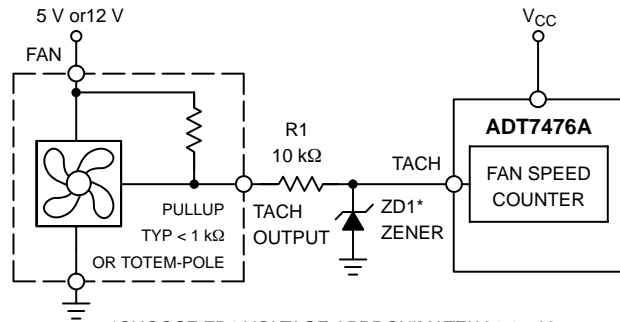 5 V or12 V
FAN
PULLUP
TYP < 1 kΩ
OR TOTEM-POLE
TACH
OUTPUT
R1
10 kΩ
ZD1*
ZENER
TACH
VCC
ADT7476A
FAN SPEED
COUNTER